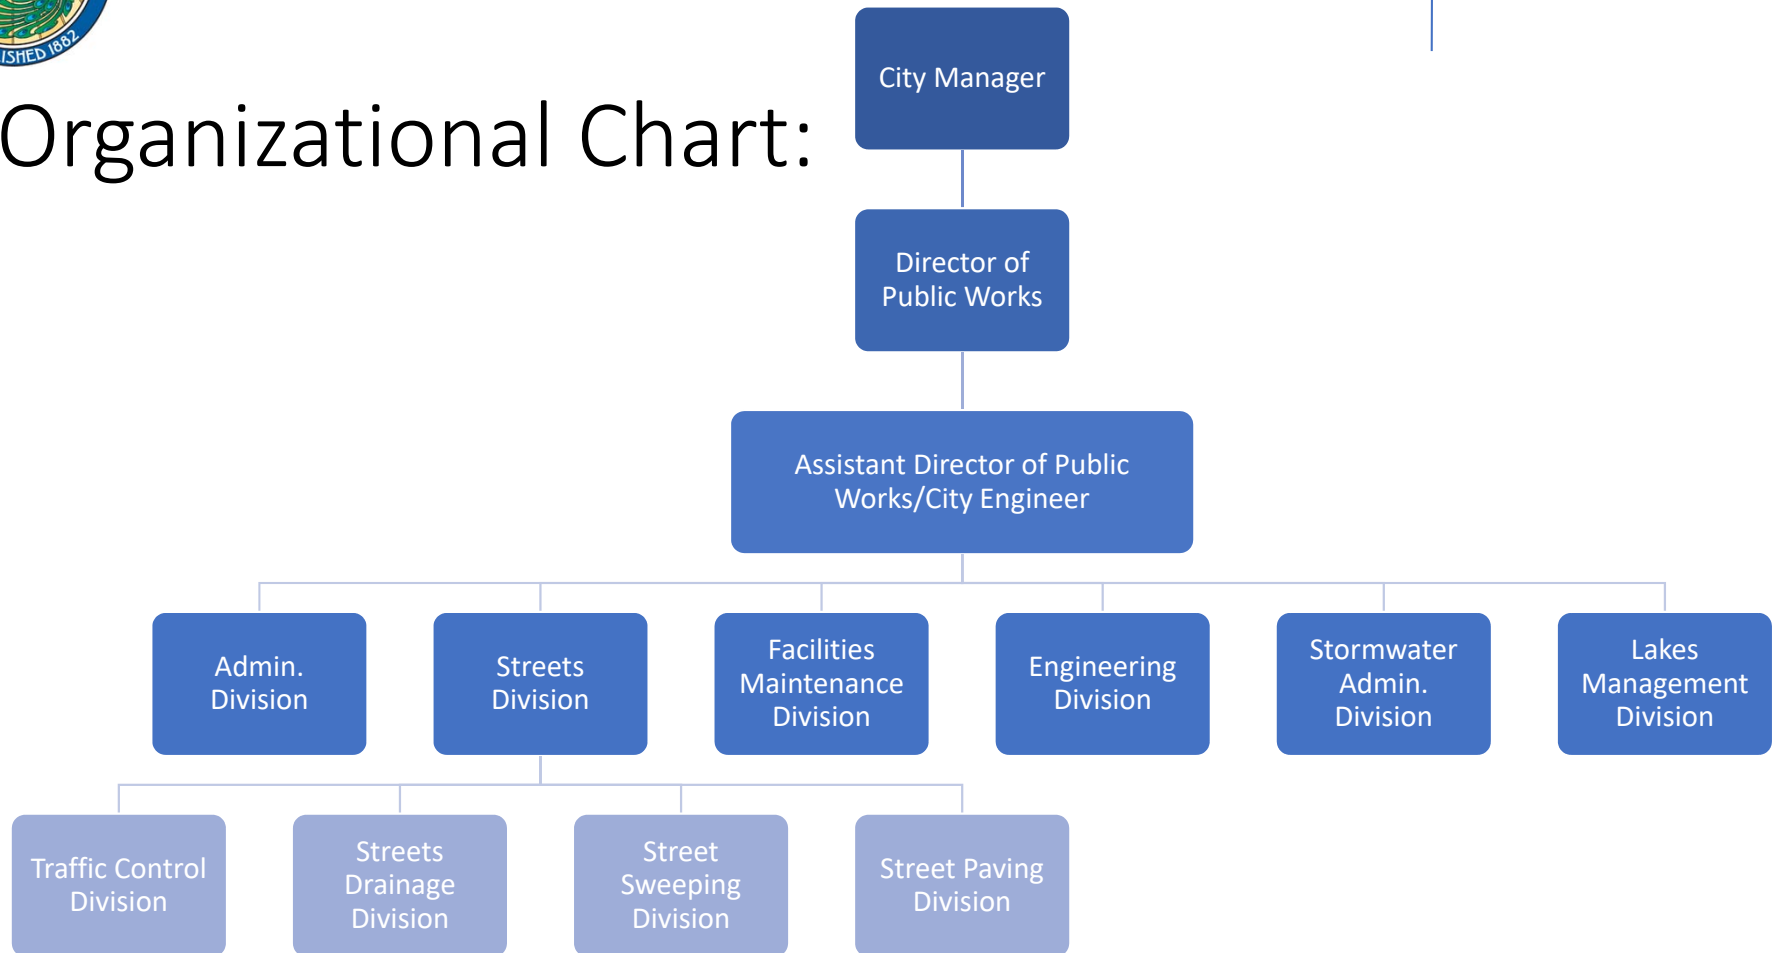 ISHED 1882
Organizational Chart:
City Manager
Director of
Public Works
Assistant Director of Public
Works/City Engineer
Admin.
Division
Streets
Division
Facilities
Maintenance
Division
Engineering
Division
Stormwater
Admin.
Division
Lakes
Management
Division
Traffic Control
Division
Streets
Drainage
Division
Street
Sweeping
Division
Street Paving
Division